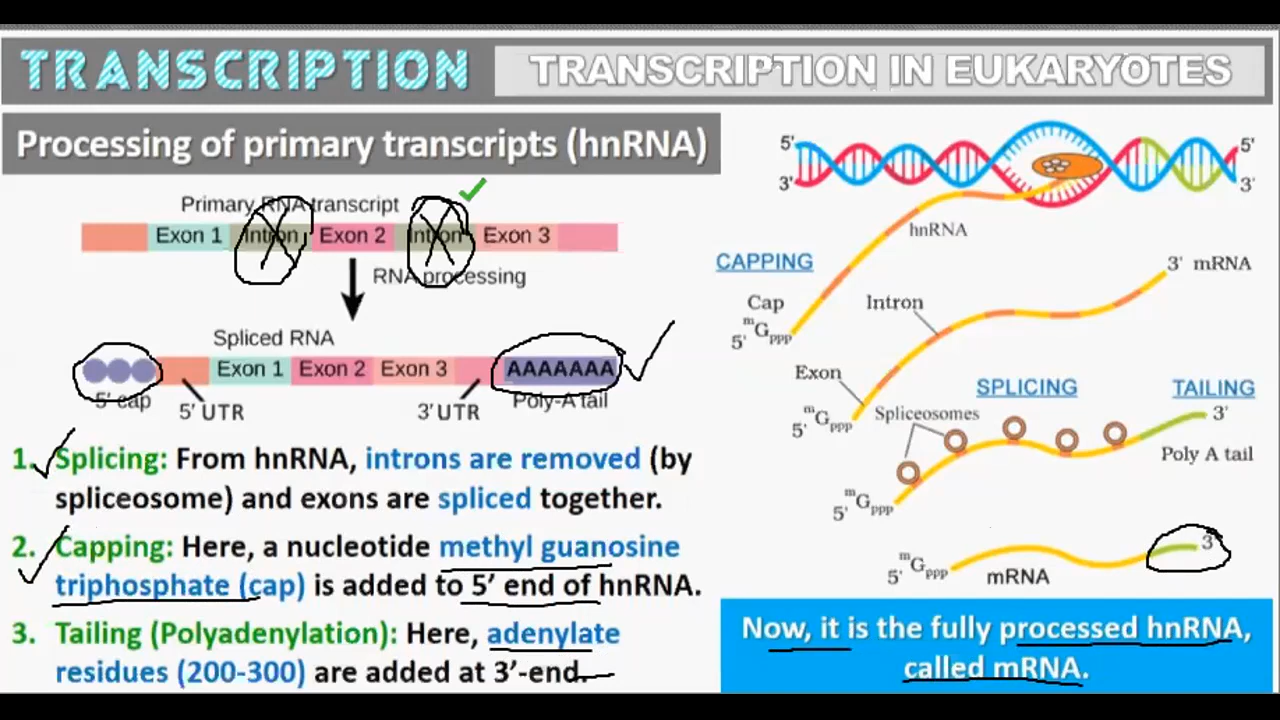 TRANSCRIPTION
TRANSCRIPTION IN EUKARYOTES
Processing of primary transcripts (hnRNA)
Primary RNA transcript
Exon 1 Intron Exon 2 Intron Exon 3
RNA processing
Spliced RNA
Exon 1 Exon 2 Exon 3 AAAAAAA
5' cap 5' UTR 3' UTR Poly-A tail
1. Splicing: From hnRNA, introns are removed (by
spliceosome) and exons are spliced together.
2. Capping: Here, a nucleotide methyl guanosine
triphosphate (cap) is added to 5’ end of hnRNA.
3. Tailing (Polyadenylation): Here, adenylate
residues (200-300) are added at 3’-end.
5' 5'
3' 3'
hnRNA
CAPPING
3' mRNA
Cap
Intron
5' mGppp
Exon
SPLICING TAILING
5' mGppp
Spliceosomes
3'
Poly A tail
5' mGppp
3'
5' mGppp
mRNA
Now, it is the fully processed hnRNA,
called mRNA.